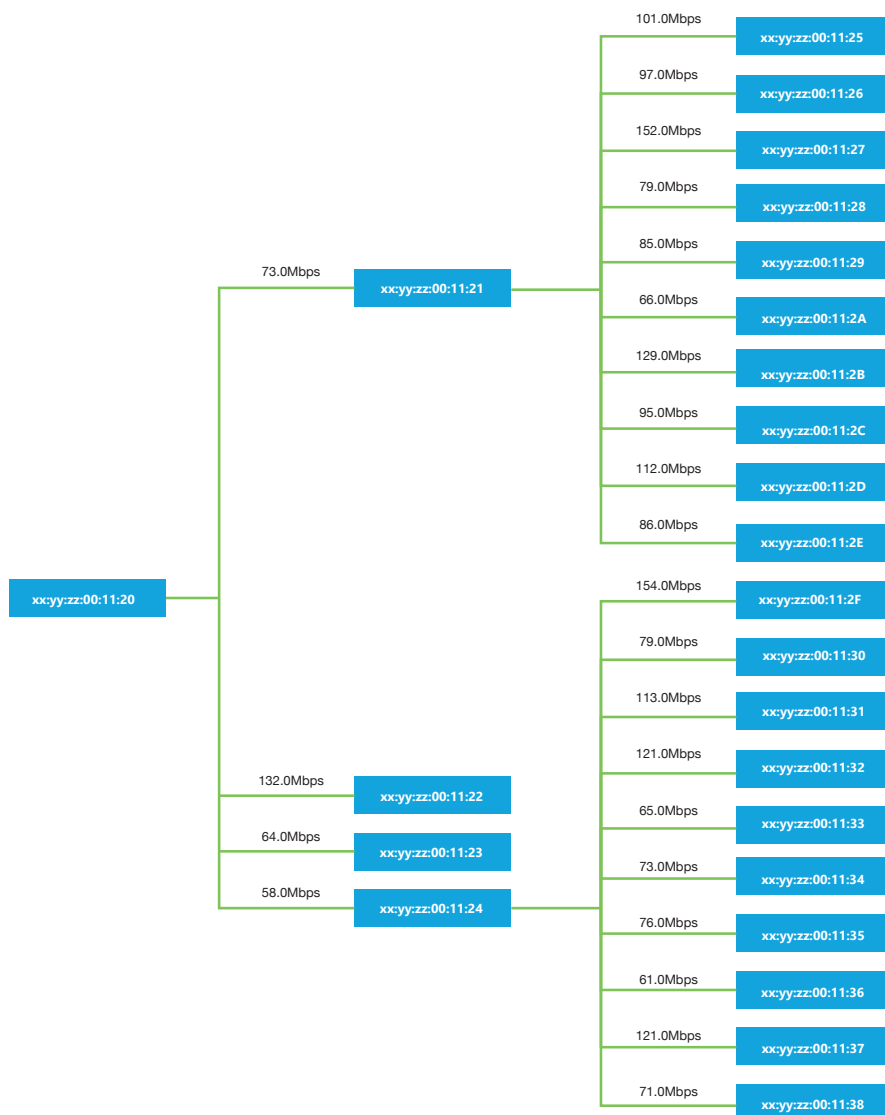 101.0Mbps
xx:yy:zz:00:11:25
97.0Mbps
xx:yy:zz:00:11:26
152.0Mbps
xx:yy:zz:00:11:27
79.0Mbps
xx:yy:zz:00:11:28
85.0Mbps
xx:yy:zz:00:11:29
73.0Mbps
xx:yy:zz:00:11:21
66.0Mbps
xx:yy:zz:00:11:2A
129.0Mbps
xx:yy:zz:00:11:2B
95.0Mbps
xx:yy:zz:00:11:2C
112.0Mbps
xx:yy:zz:00:11:2D
86.0Mbps
xx:yy:zz:00:11:2E
xx:yy:zz:00:11:20
154.0Mbps
xx:yy:zz:00:11:2F
79.0Mbps
xx:yy:zz:00:11:30
113.0Mbps
xx:yy:zz:00:11:31
121.0Mbps
xx:yy:zz:00:11:32
132.0Mbps
xx:yy:zz:00:11:22
65.0Mbps
xx:yy:zz:00:11:33
64.0Mbps
xx:yy:zz:00:11:23
73.0Mbps
xx:yy:zz:00:11:34
58.0Mbps
xx:yy:zz:00:11:24
76.0Mbps
xx:yy:zz:00:11:35
61.0Mbps
xx:yy:zz:00:11:36
121.0Mbps
xx:yy:zz:00:11:37
71.0Mbps
xx:yy:zz:00:11:38